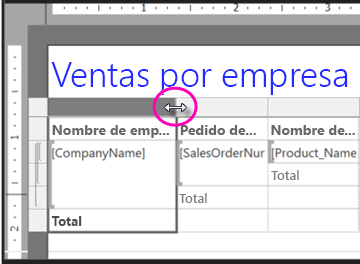 1 2 3
Ventas por empresa
Nombre de emp... Pedido de... Nombre de...
[CompanyName] [SalesOrderNur [Product_Name
Total
Total
Total
1
2